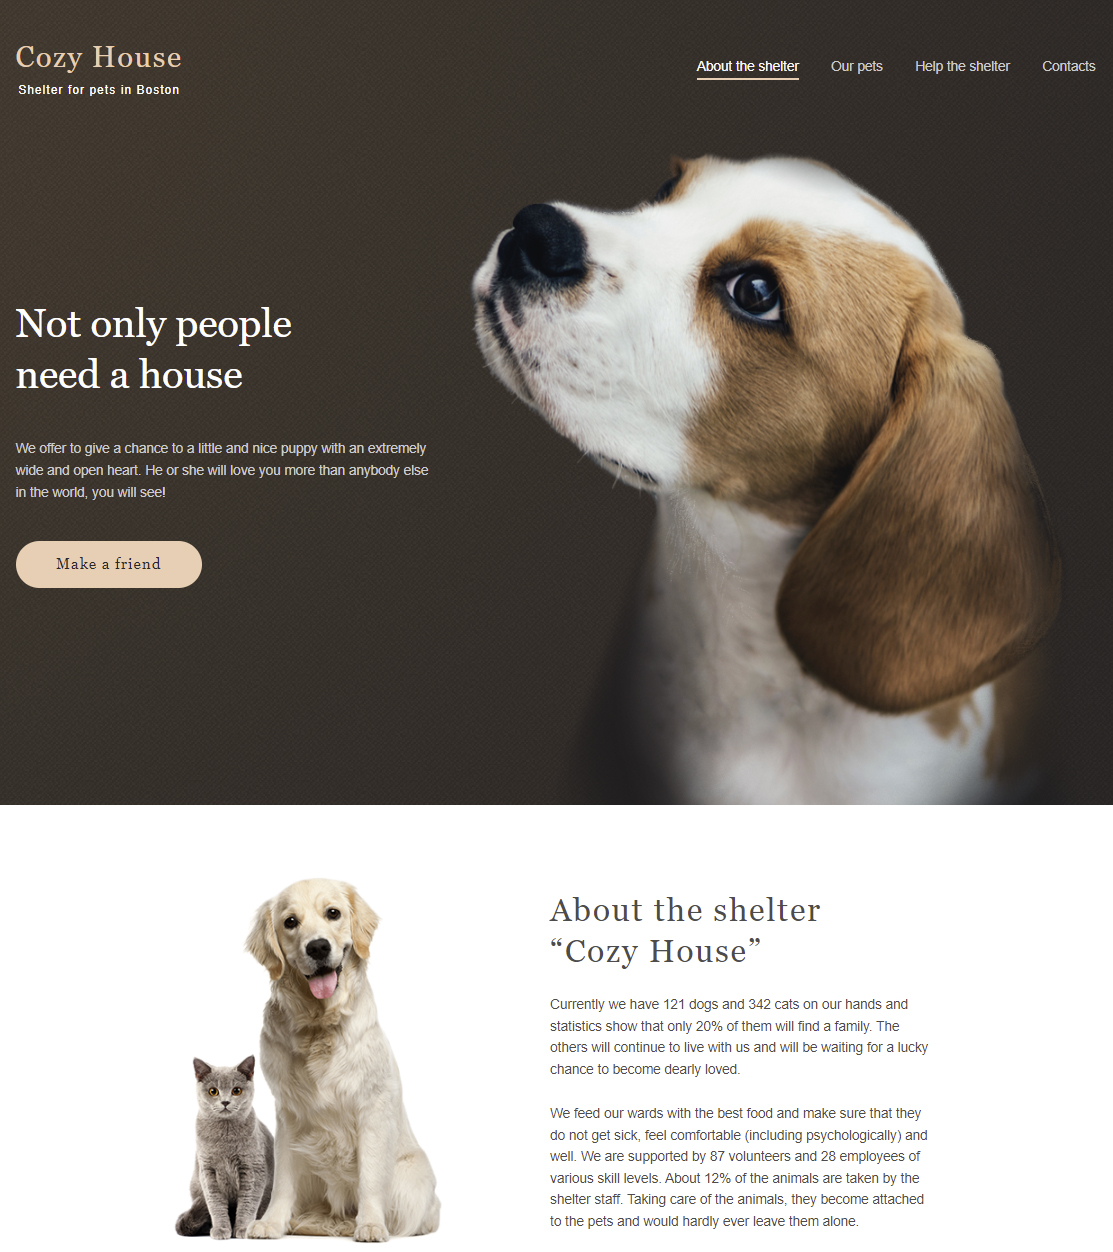 Cozy House
Shelter for pets in Boston
About the shelter
Our pets
Help the shelter
Contacts
Not only people
need a house
We offer to give a chance to a little and nice puppy with an extremely
wide and open heart. He or she will love you more than anybody else
in the world, you will see!
Make a friend
About the shelter
“Cozy House”
Currently we have 121 dogs and 342 cats on our hands and
statistics show that only 20% of them will find a family. The
others will continue to live with us and will be waiting for a lucky
chance to become dearly loved.
We feed our wards with the best food and make sure that they
do not get sick, feel comfortable (including psychologically) and
well. We are supported by 87 volunteers and 28 employees of
various skill levels. About 12% of the animals are taken by the
shelter staff. Taking care of the animals, they become attached
to the pets and would hardly ever leave them alone.